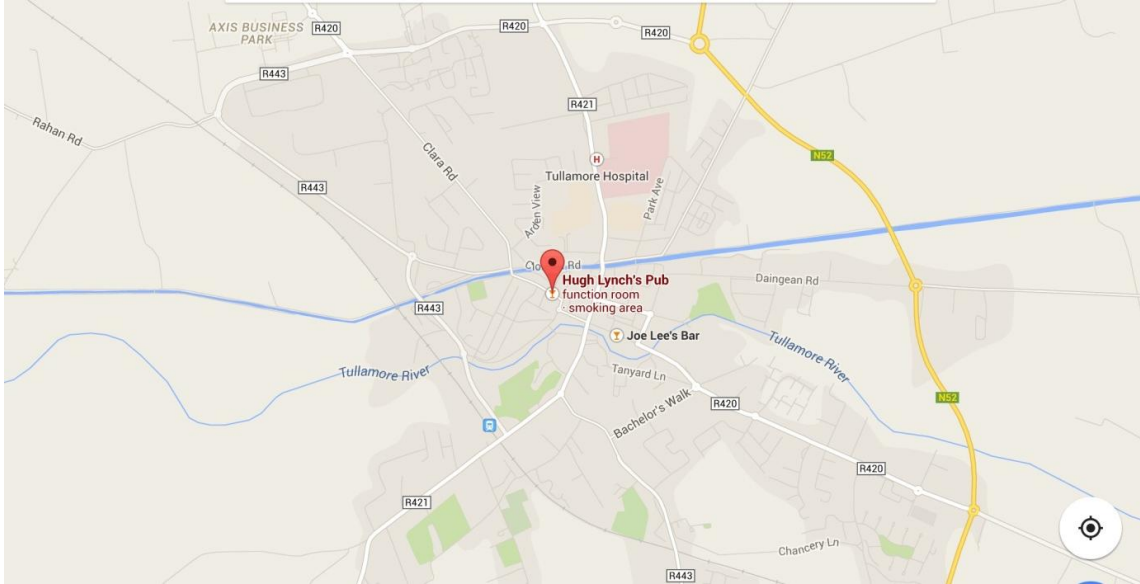 AXIS BUSINESS
PARK
R420
R420
R420
R443
R421
Rahan Rd
Clara Rd
N52
H
Tullamore Hospital
R443
Arden View
Park Ave
Rd
Hugh Lynch's Pub
function room
- smoking area
Daingean Rd
R443
Joe Lee's Bar
Tullamore River
Tullamore River
Tanyard Ln
Bachelor's Walk
R420
N52
R420
R421
Chancery Ln
R443